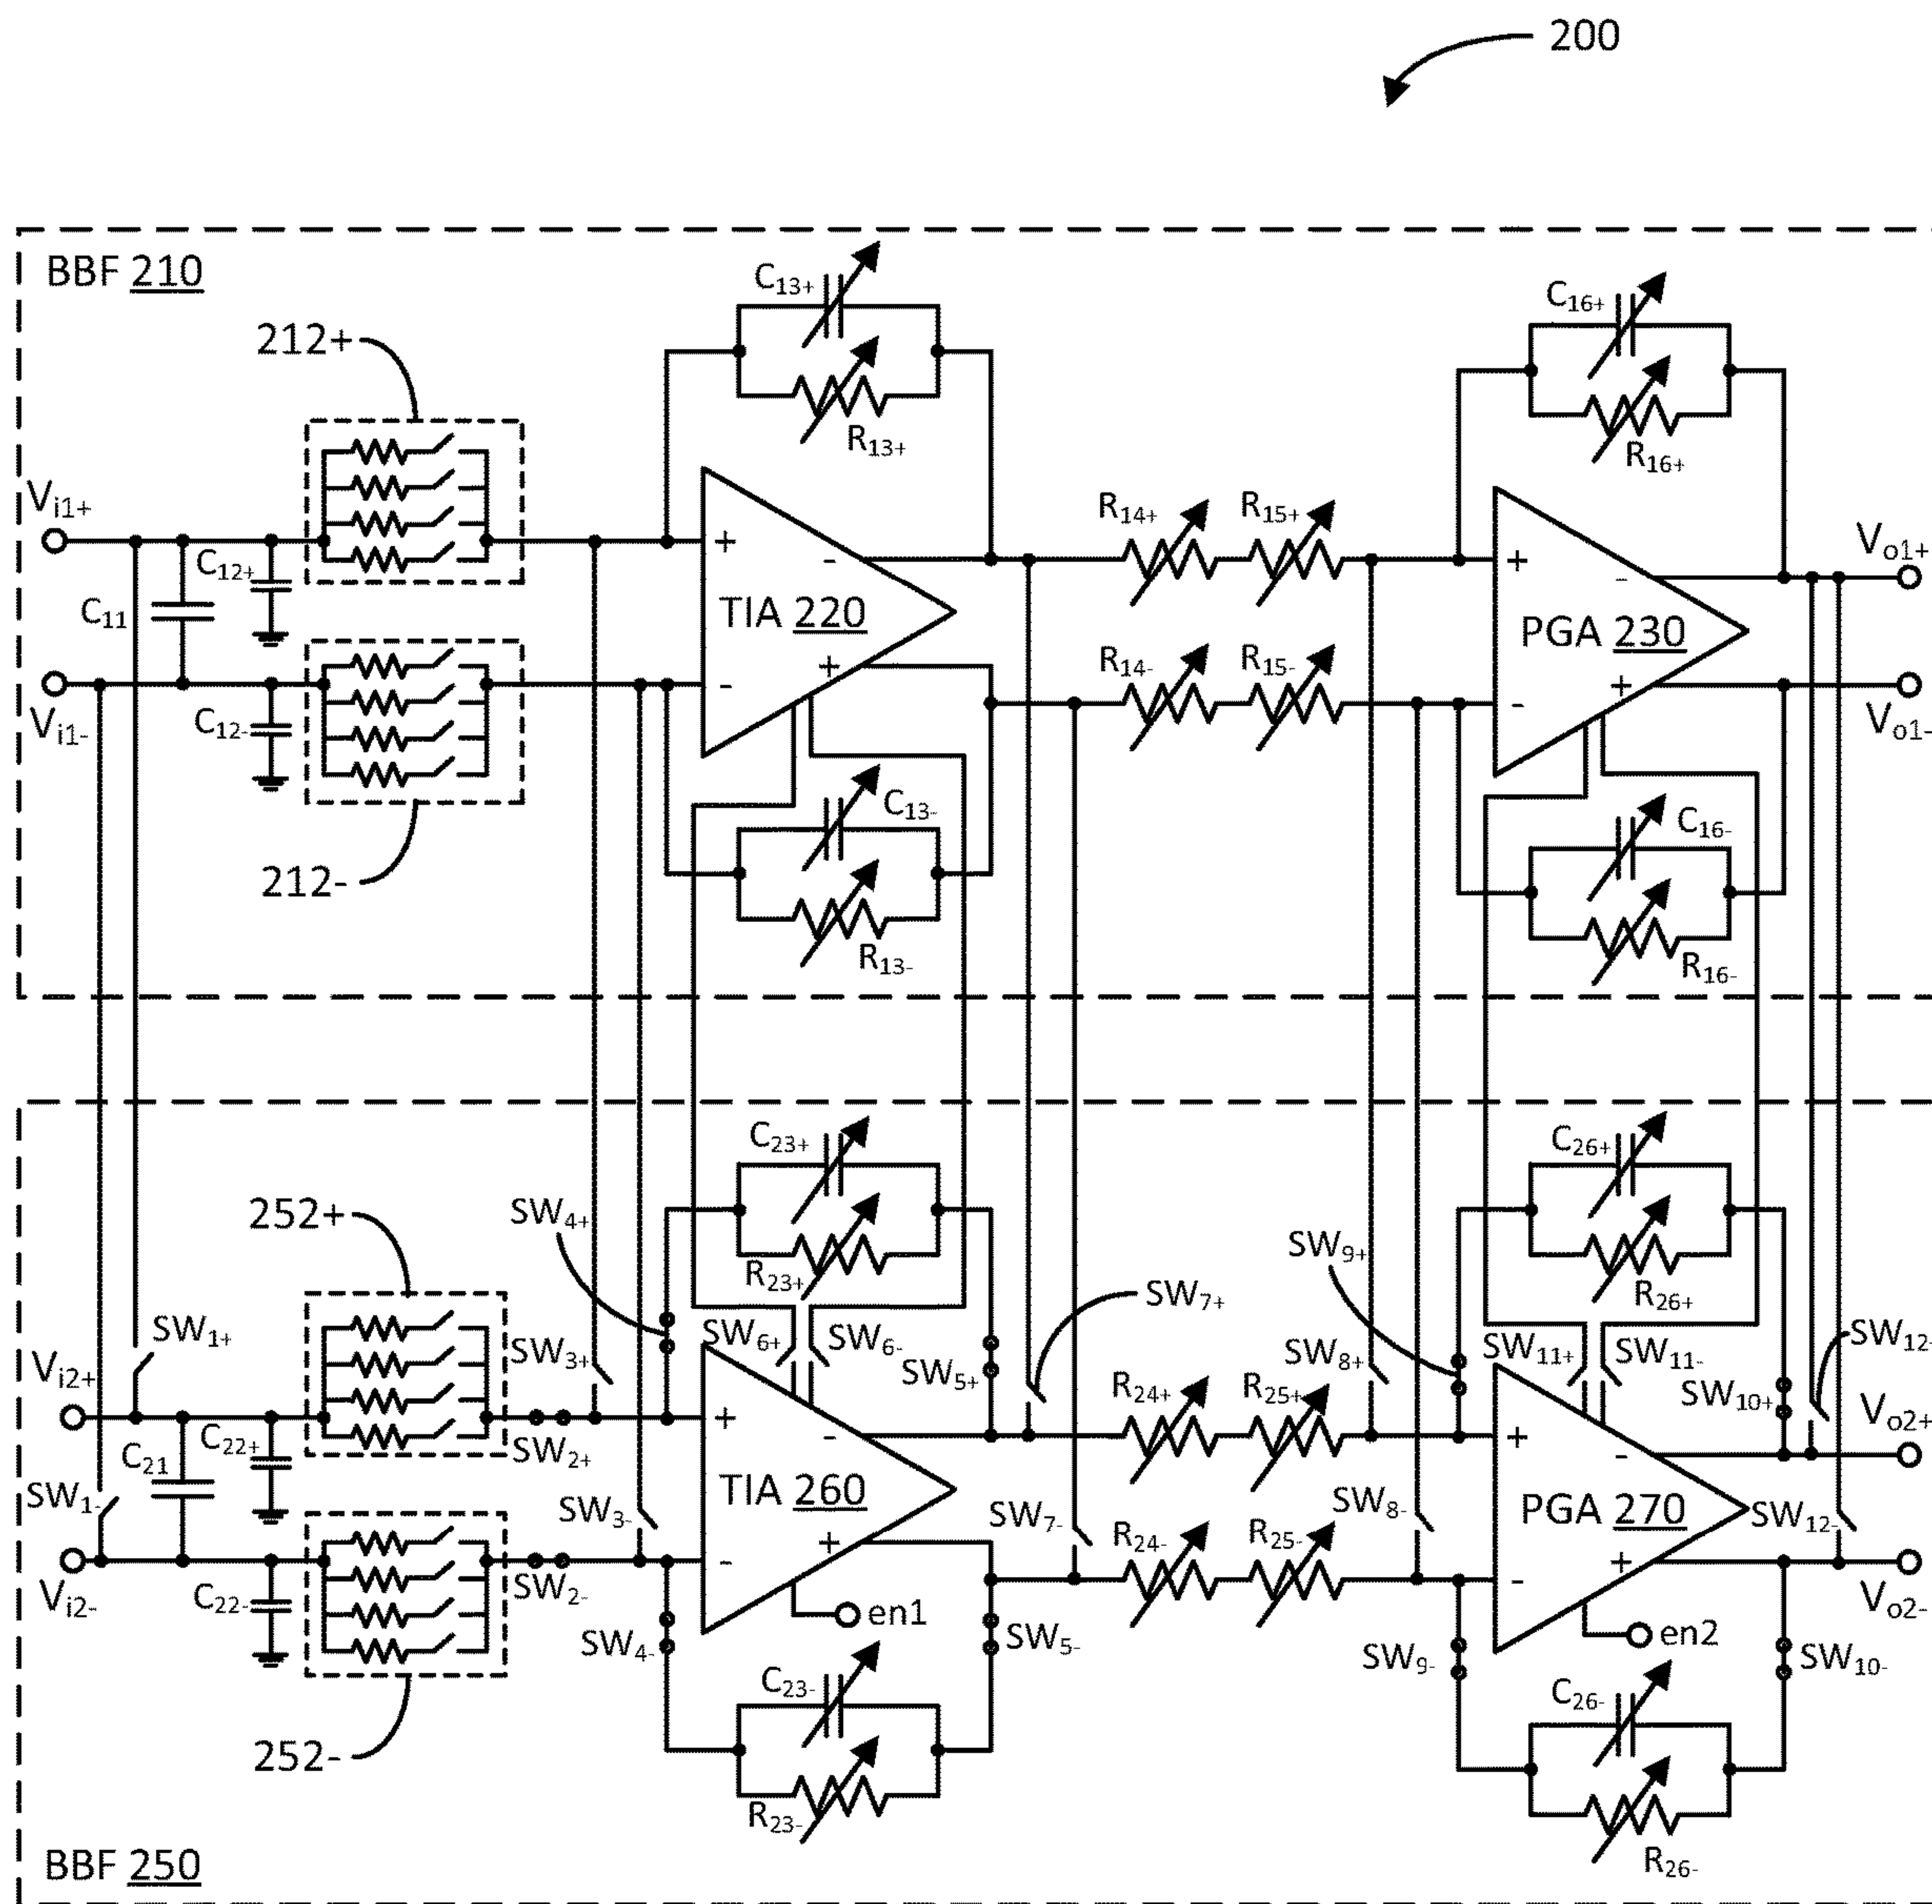 200
BBF 210
C13+
C16+
212+
R13+
R16+
Vi1+
R14+
R15+
Vo1+
C12+
+
-
+
-
C11
TIA 220
PGA 230
R14-
R15-
+
+
-
-
Vi1-
C12-
Vo1-
C13-
C16-
212-
R13-
R16-
C23+
C26+
252+
SW4+
SW9+
R23+
R26+
SW7+
SW1+
SW6+
SW6-
SW12-
SW3+
SW8+
SW11+
SW11-
Vi2+
SW5+
R24+
R25+
SW10+
Vo2+
+
-
+
-
C22+
C21
SW2+
SW1-
TIA 260
PGA 270
SW3-
SW7-
SW8-
SW12-
R24-
R25-
+
+
-
-
Vi2-
C22-
SW2-
Vo2-
en1
en2
SW4-
SW5-
SW9-
SW10-
C23-
C26-
252-
R23-
R26-
BBF 250